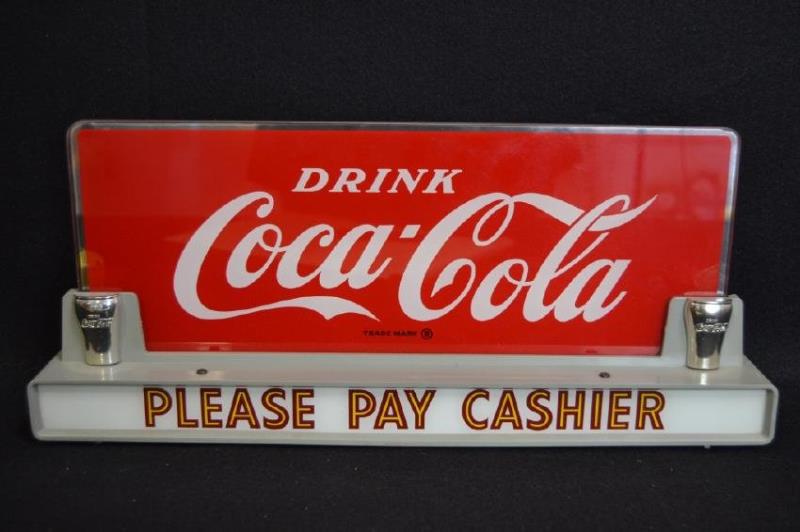 DRINK
Coca-Cola
TRADE MARK ®
PLEASE PAY CASHIER